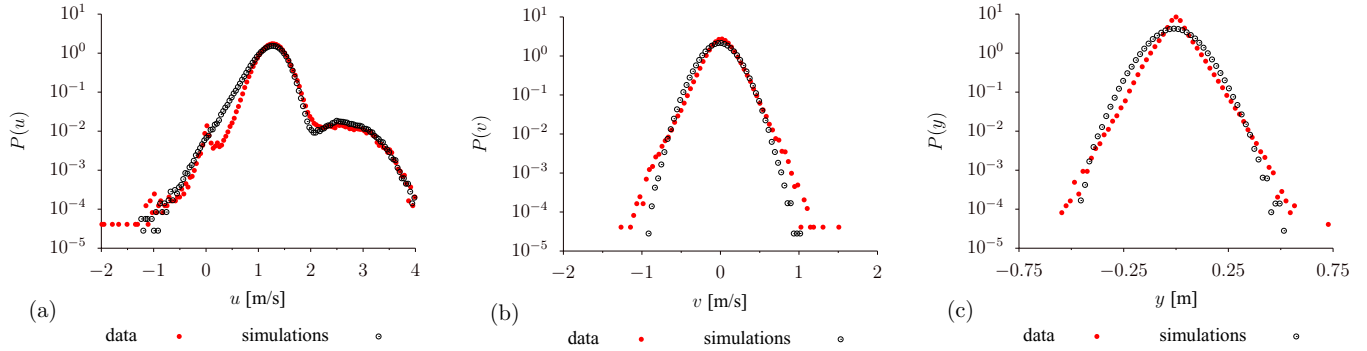 10^1
10^0
10^-1
10^-2
10^-3
10^-4
10^-5
P(u)
−2 −1 0 1 2 3 4
u [m/s]
(a)
data simulations
10^1
10^0
10^-1
10^-2
10^-3
10^-4
10^-5
P(v)
−2 −1 0 1 2
v [m/s]
(b)
data simulations
10^1
10^0
10^-1
10^-2
10^-3
10^-4
10^-5
P(y)
−0.75 −0.25 0.25 0.75
y [m]
(c)
data simulations